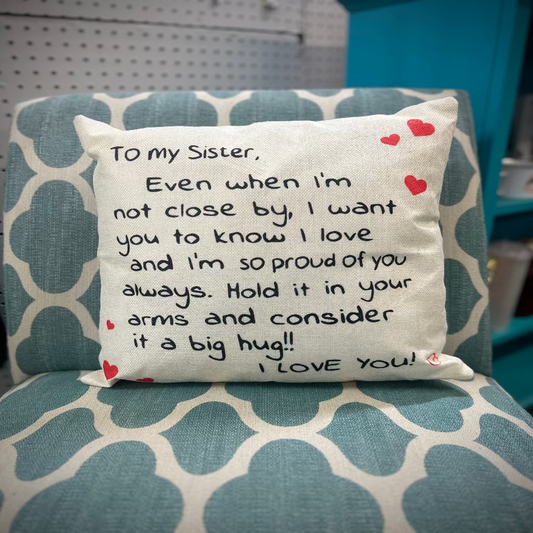 To my Sister,
Even when I'm
not close by, I want
you to know I love
and I'm so proud of you
always. Hold it in your
arms and consider
it a big hug!!
I LOVE YOU!